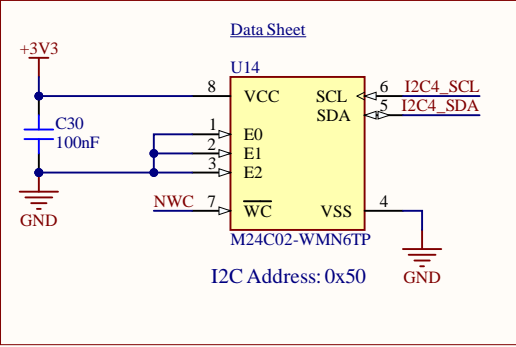 Data Sheet
+3V3
U14
8 VCC SCL 6 I2C4_SCL
SDA 5 I2C4_SDA
C30
100nF
1 E0
2 E1
3 E2
NWC 7 WC VSS 4
GND
M24C02-WMN6TP
I2C Address: 0x50
GND